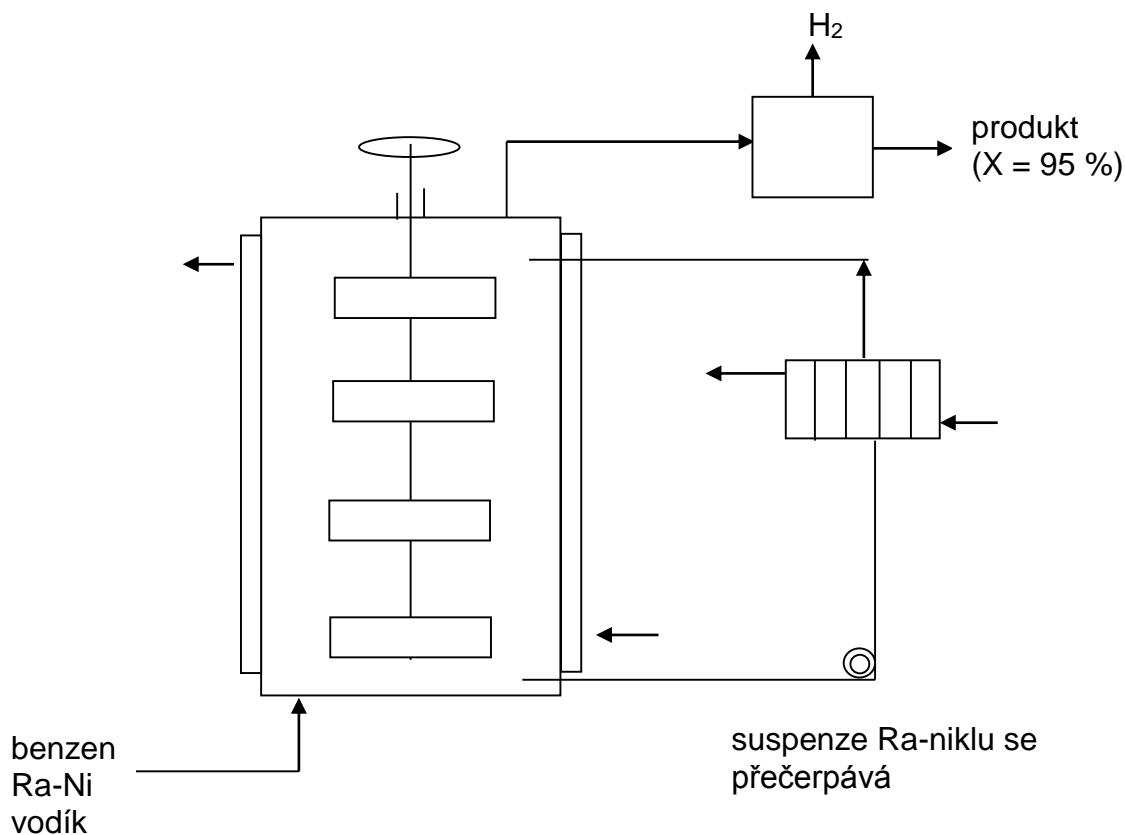 H₂
produkt
(X = 95 %)
suspenze Ra-niklu se
přečerpává
benzen
Ra-Ni
vodík